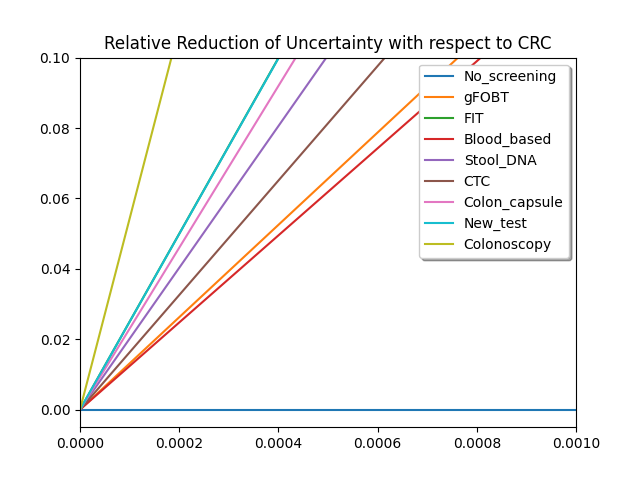 Relative Reduction of Uncertainty with respect to CRC
0.10
0.08
0.06
0.04
0.02
0.00
0.0000
0.0002
0.0004
0.0006
0.0008
0.0010
No_screening
gFOBT
FIT
Blood_based
Stool_DNA
CTC
Colon_capsule
New_test
Colonoscopy